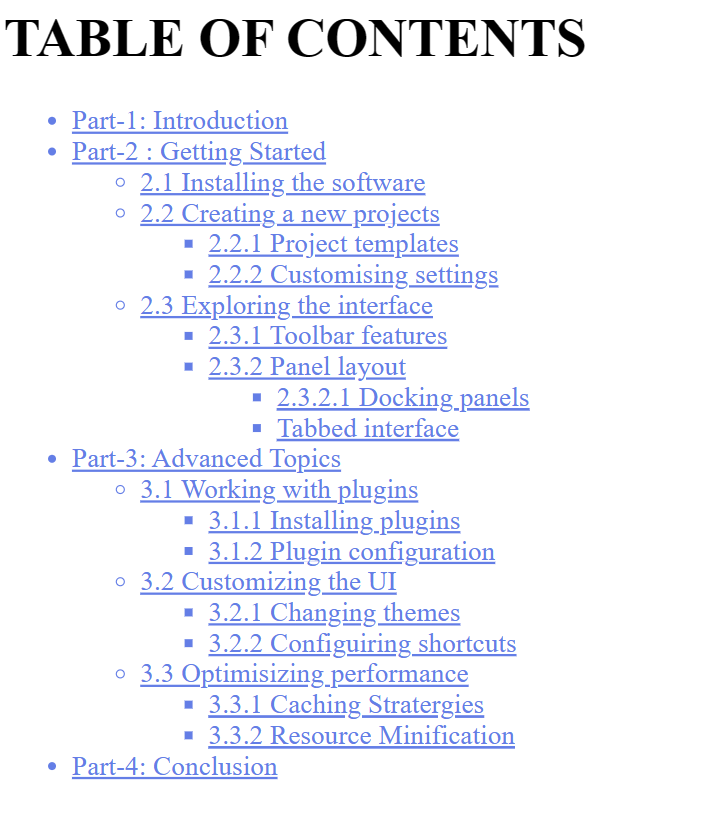 TABLE OF CONTENTS
Part-1: Introduction
Part-2 : Getting Started
2.1 Installing the software
2.2 Creating a new projects
2.2.1 Project templates
2.2.2 Customising settings
2.3 Exploring the interface
2.3.1 Toolbar features
2.3.2 Panel layout
2.3.2.1 Docking panels
Tabbed interface
Part-3: Advanced Topics
3.1 Working with plugins
3.1.1 Installing plugins
3.1.2 Plugin configuration
3.2 Customizing the UI
3.2.1 Changing themes
3.2.2 Configuiring shortcuts
3.3 Optimisizing performance
3.3.1 Caching Stratergies
3.3.2 Resource Minification
Part-4: Conclusion